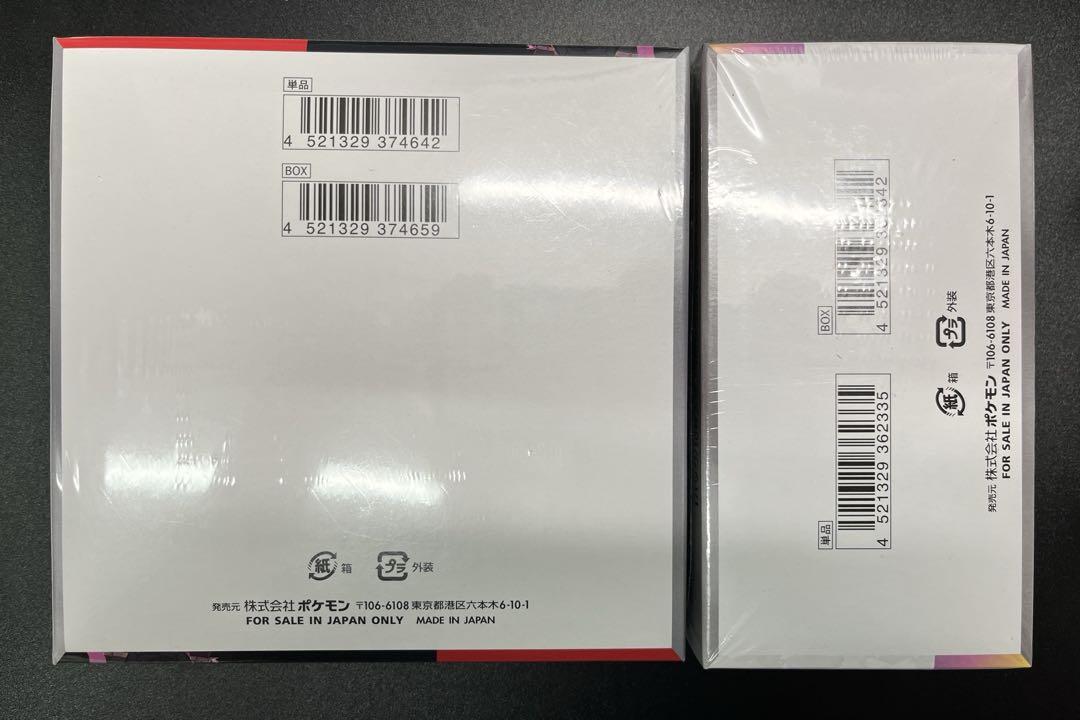 単品
4 521329 374642
BOX
4 521329 374659
紙 箱
プラ 外装
発売元 株式会社ポケモン 〒106-6108 東京都港区六本木6-10-1
FOR SALE IN JAPAN ONLY MADE IN JAPAN
BOX
単品
4 521329 362335
紙 箱
プラ 外装
発売元 株式会社ポケモン 〒106-6108 東京都港区六本木6-10-1
FOR SALE IN JAPAN ONLY MADE IN JAPAN